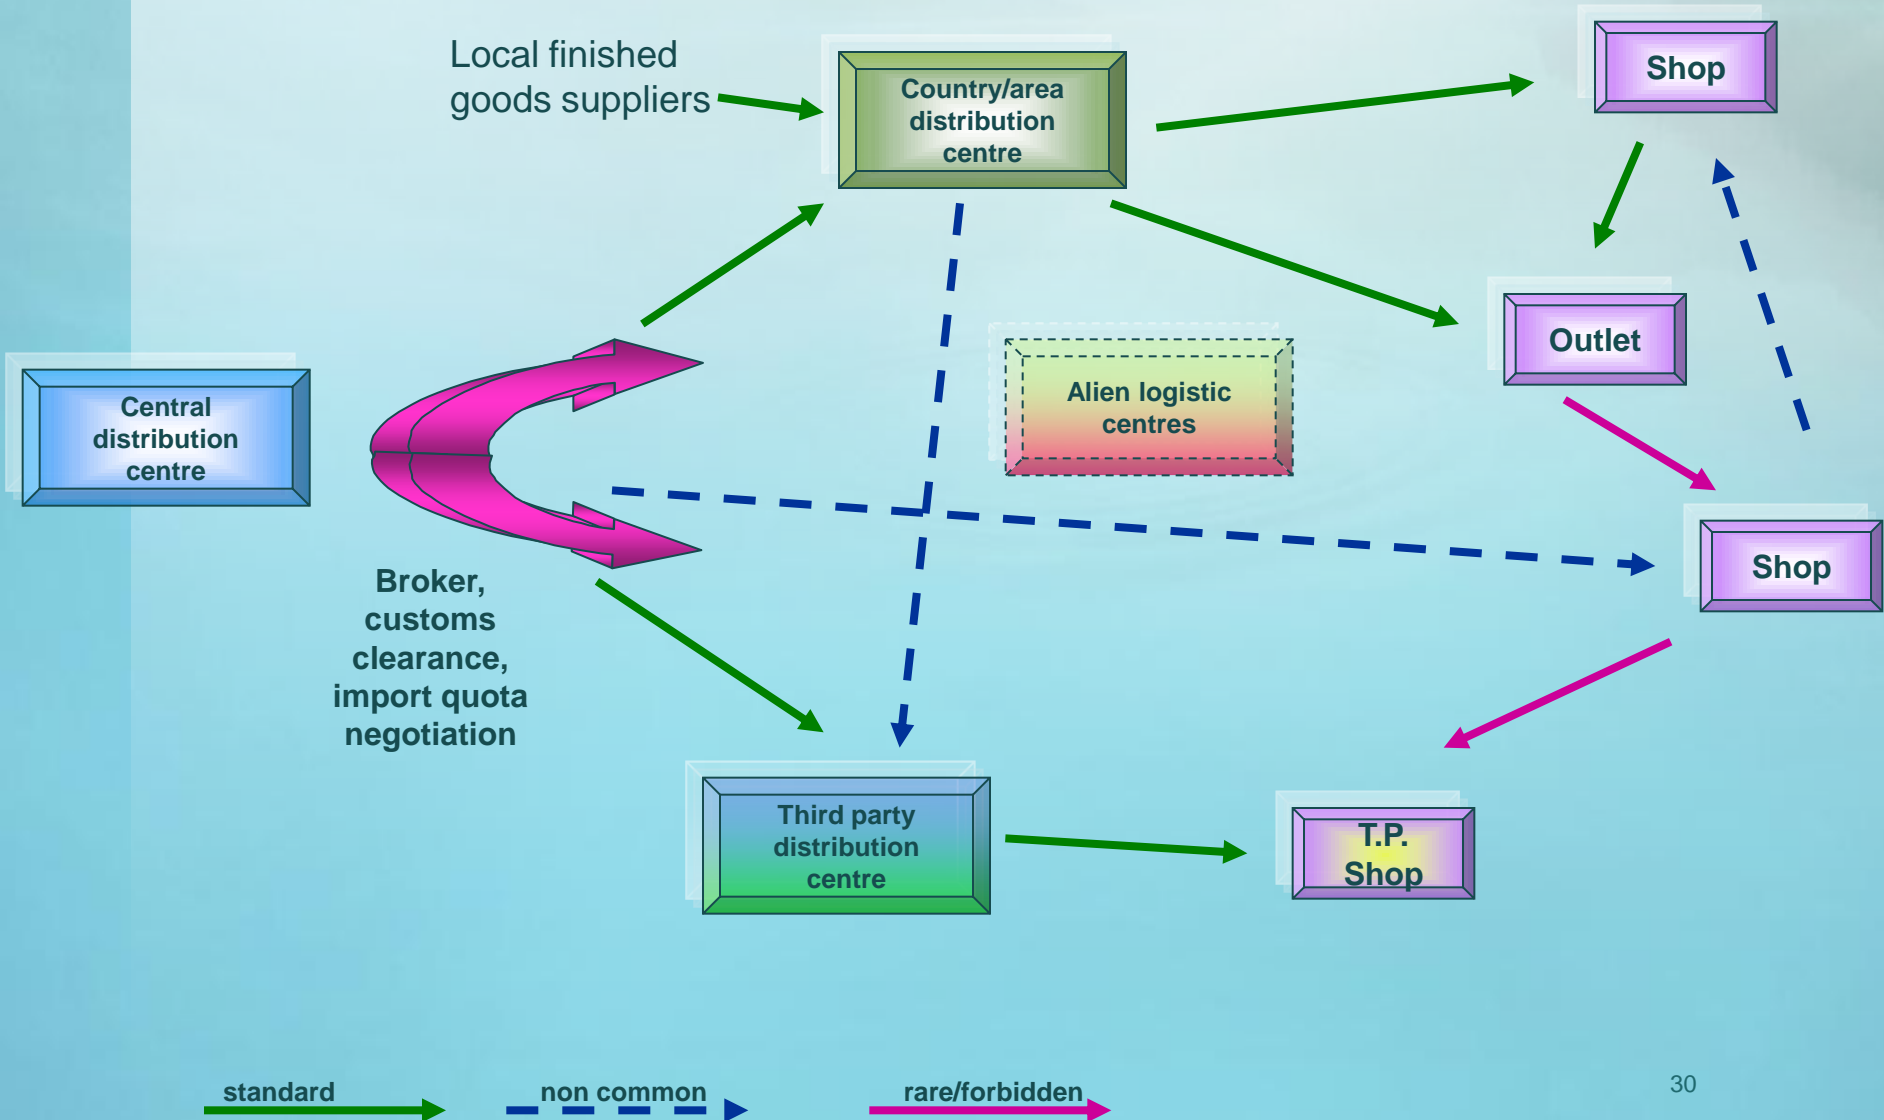 Local finished
goods suppliers
Country/area
distribution
centre
Shop
Outlet
Alien logistic
centres
Central
distribution
centre
Shop
Broker,
customs
clearance,
import quota
negotiation
Third party
distribution
centre
T.P.
Shop
standard
non common
rare/forbidden
30